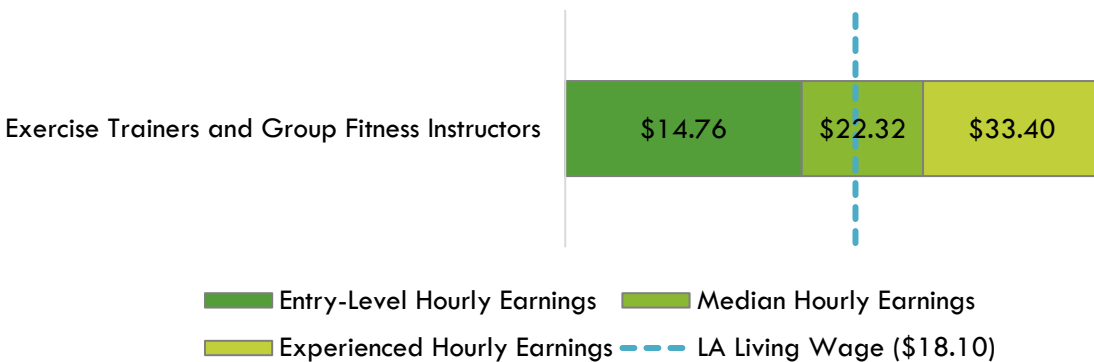 Exercise Trainers and Group Fitness Instructors $14.76 $22.32 $33.40
Entry-Level Hourly Earnings Median Hourly Earnings
Experienced Hourly Earnings LA Living Wage ($18.10)